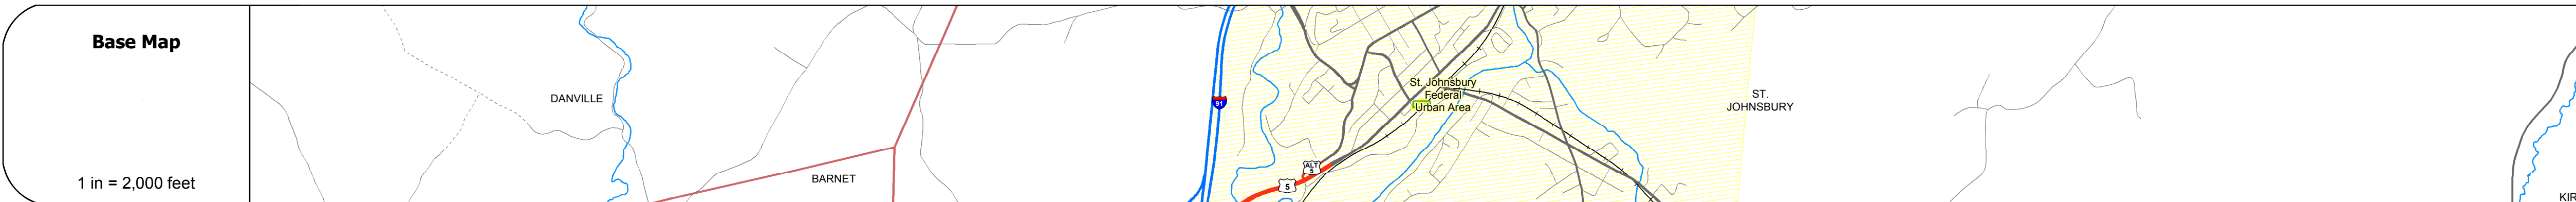 Base Map
1 in = 2,000 feet
DANVILLE
BARNET
91
ALT
5
5
St. Johnsbury
Federal
Urban Area
ST.
JOHNSBURY
KIR